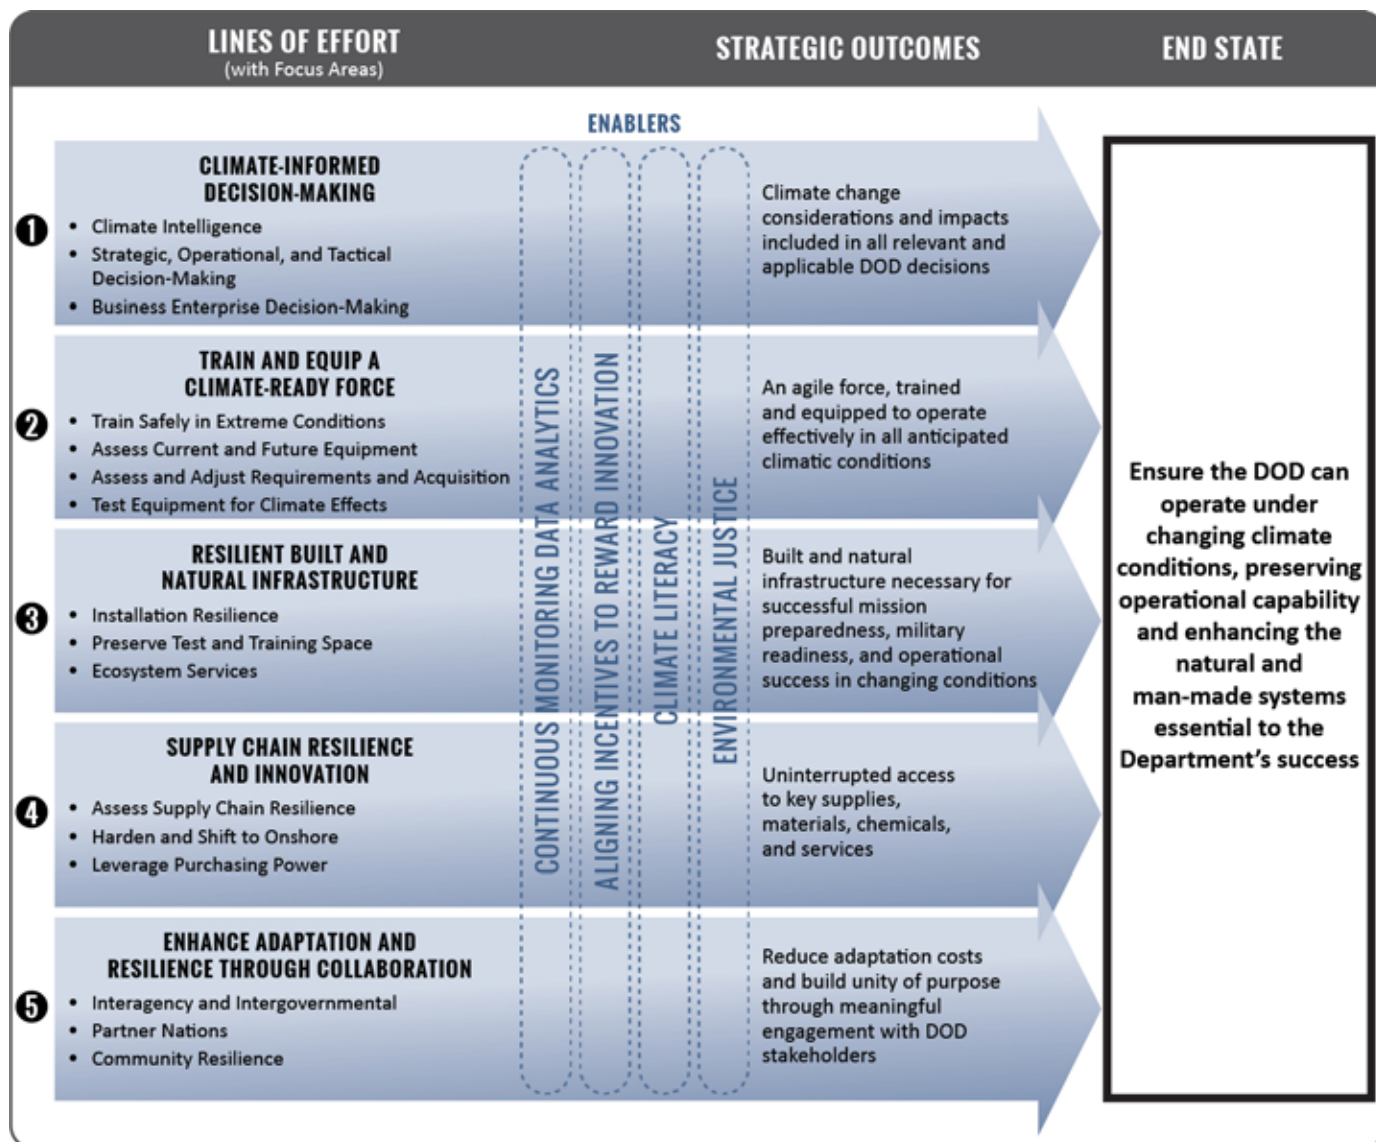 LINES OF EFFORT
(with Focus Areas)
STRATEGIC OUTCOMES
END STATE
ENABLERS
1
CLIMATE-INFORMED
DECISION-MAKING
• Climate Intelligence
• Strategic, Operational, and Tactical
Decision-Making
• Business Enterprise Decision-Making
Climate change
considerations and impacts
included in all relevant and
applicable DOD decisions
2
TRAIN AND EQUIP A
CLIMATE-READY FORCE
• Train Safely in Extreme Conditions
• Assess Current and Future Equipment
• Assess and Adjust Requirements and Acquisition
• Test Equipment for Climate Effects
An agile force, trained
and equipped to operate
effectively in all anticipated
climatic conditions
3
RESILIENT BUILT AND
NATURAL INFRASTRUCTURE
• Installation Resilience
• Preserve Test and Training Space
• Ecosystem Services
Built and natural
infrastructure necessary for
successful mission
preparedness, military
readiness, and operational
success in changing conditions
4
SUPPLY CHAIN RESILIENCE
AND INNOVATION
• Assess Supply Chain Resilience
• Harden and Shift to Onshore
• Leverage Purchasing Power
Uninterrupted access
to key supplies,
materials, chemicals,
and services
5
ENHANCE ADAPTATION AND
RESILIENCE THROUGH COLLABORATION
• Interagency and Intergovernmental
• Partner Nations
• Community Resilience
Reduce adaptation costs
and build unity of purpose
through meaningful
engagement with DOD
stakeholders
CONTINUOUS MONITORING DATA ANALYTICS
ALIGNING INCENTIVES TO REWARD INNOVATION
CLIMATE LITERACY
ENVIRONMENTAL JUSTICE
Ensure the DOD can
operate under
changing climate
conditions, preserving
operational capability
and enhancing the
natural and
man-made systems
essential to the
Department's success